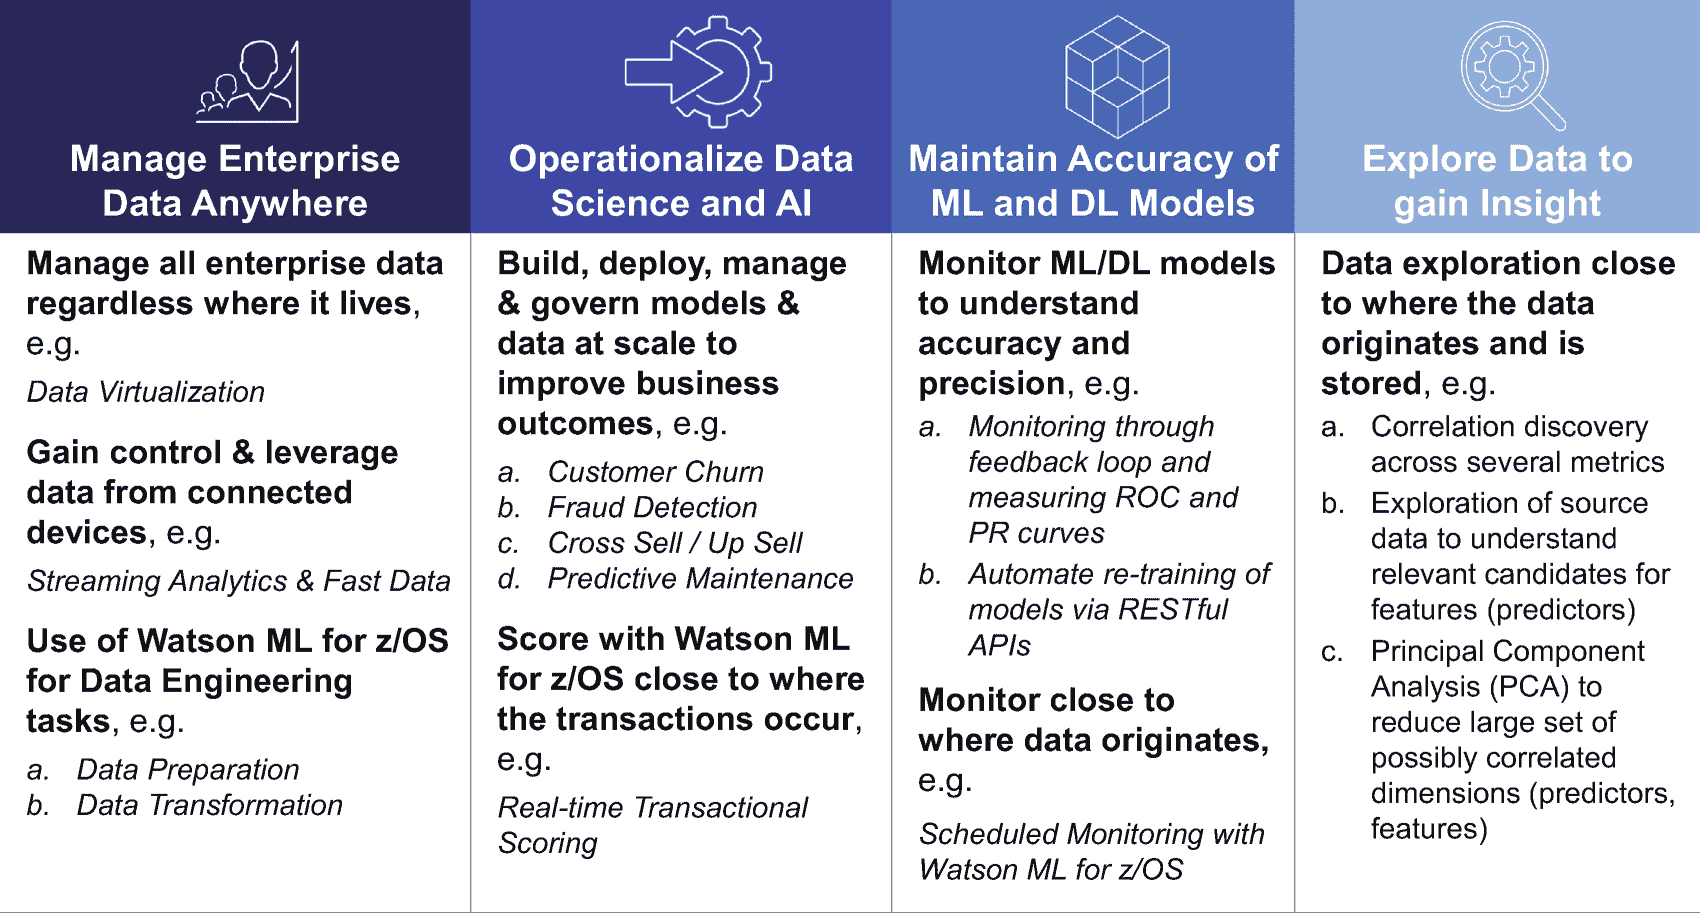 Manage Enterprise
Data Anywhere
Manage all enterprise data
regardless where it lives,
e.g.
Data Virtualization
Gain control & leverage
data from connected
devices, e.g.
Streaming Analytics & Fast Data
Use of Watson ML for z/OS
for Data Engineering
tasks, e.g.
a. Data Preparation
b. Data Transformation
Operationalize Data
Science and AI
Build, deploy, manage
& govern models &
data at scale to
improve business
outcomes, e.g.
a. Customer Churn
b. Fraud Detection
c. Cross Sell / Up Sell
d. Predictive Maintenance
Score with Watson ML
for z/OS close to where
the transactions occur,
e.g.
Real-time Transactional
Scoring
Maintain Accuracy of
ML and DL Models
Monitor ML/DL models
to understand
accuracy and
precision, e.g.
a. Monitoring through
feedback loop and
measuring ROC and
PR curves
b. Automate re-training of
models via RESTful
APIs
Monitor close to
where data originates,
e.g.
Scheduled Monitoring with
Watson ML for z/OS
Explore Data to
gain Insight
Data exploration close
to where the data
originates and is
stored, e.g.
a. Correlation discovery
across several metrics
b. Exploration of source
data to understand
relevant candidates for
features (predictors)
c. Principal Component
Analysis (PCA) to
reduce large set of
possibly correlated
dimensions (predictors,
features)